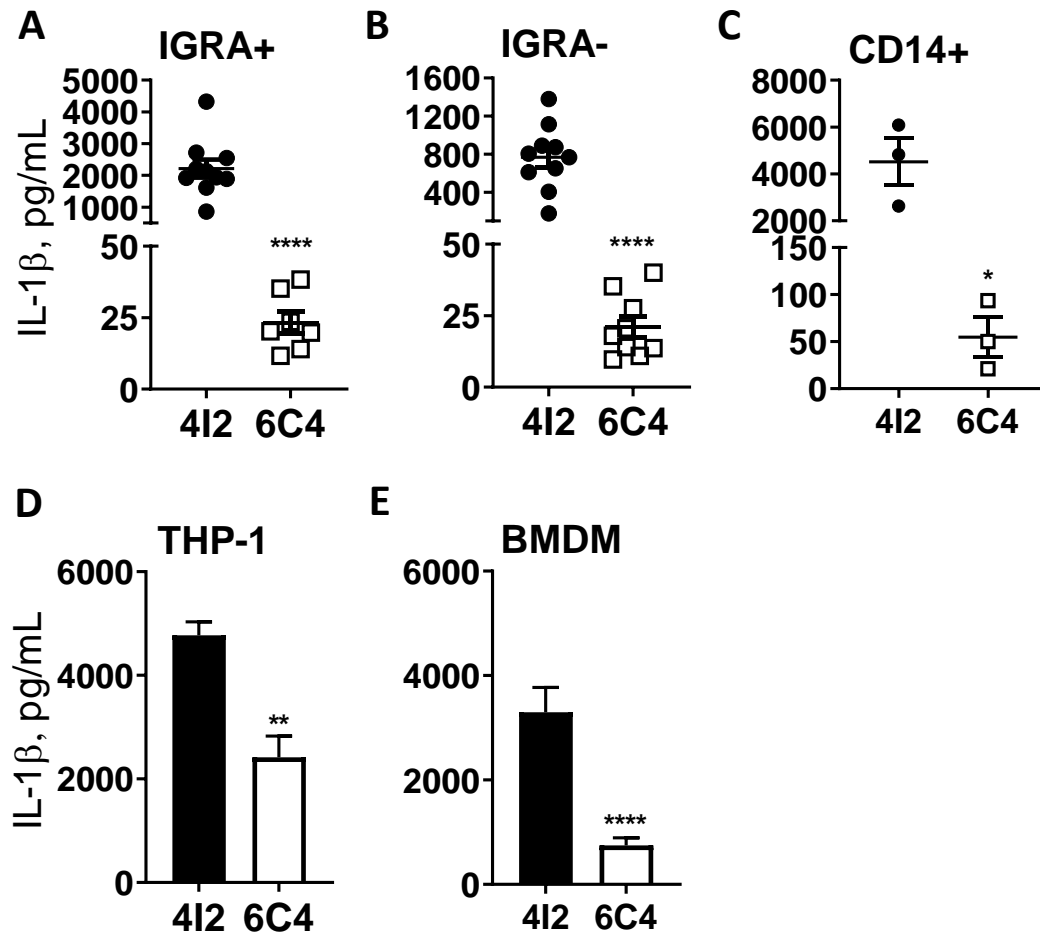 A
IGRA+
IL-1β, pg/mL
5000
4000
3000
2000
1000
50
25
0
****
4I2 6C4
B
IGRA-
1600
1200
800
400
50
25
0
****
4I2 6C4
C
CD14+
8000
6000
4000
2000
150
100
50
0
*
4I2 6C4
D
THP-1
IL-1β, pg/mL
6000
4000
2000
0
**
4I2 6C4
E
BMDM
6000
4000
2000
0
****
4I2 6C4